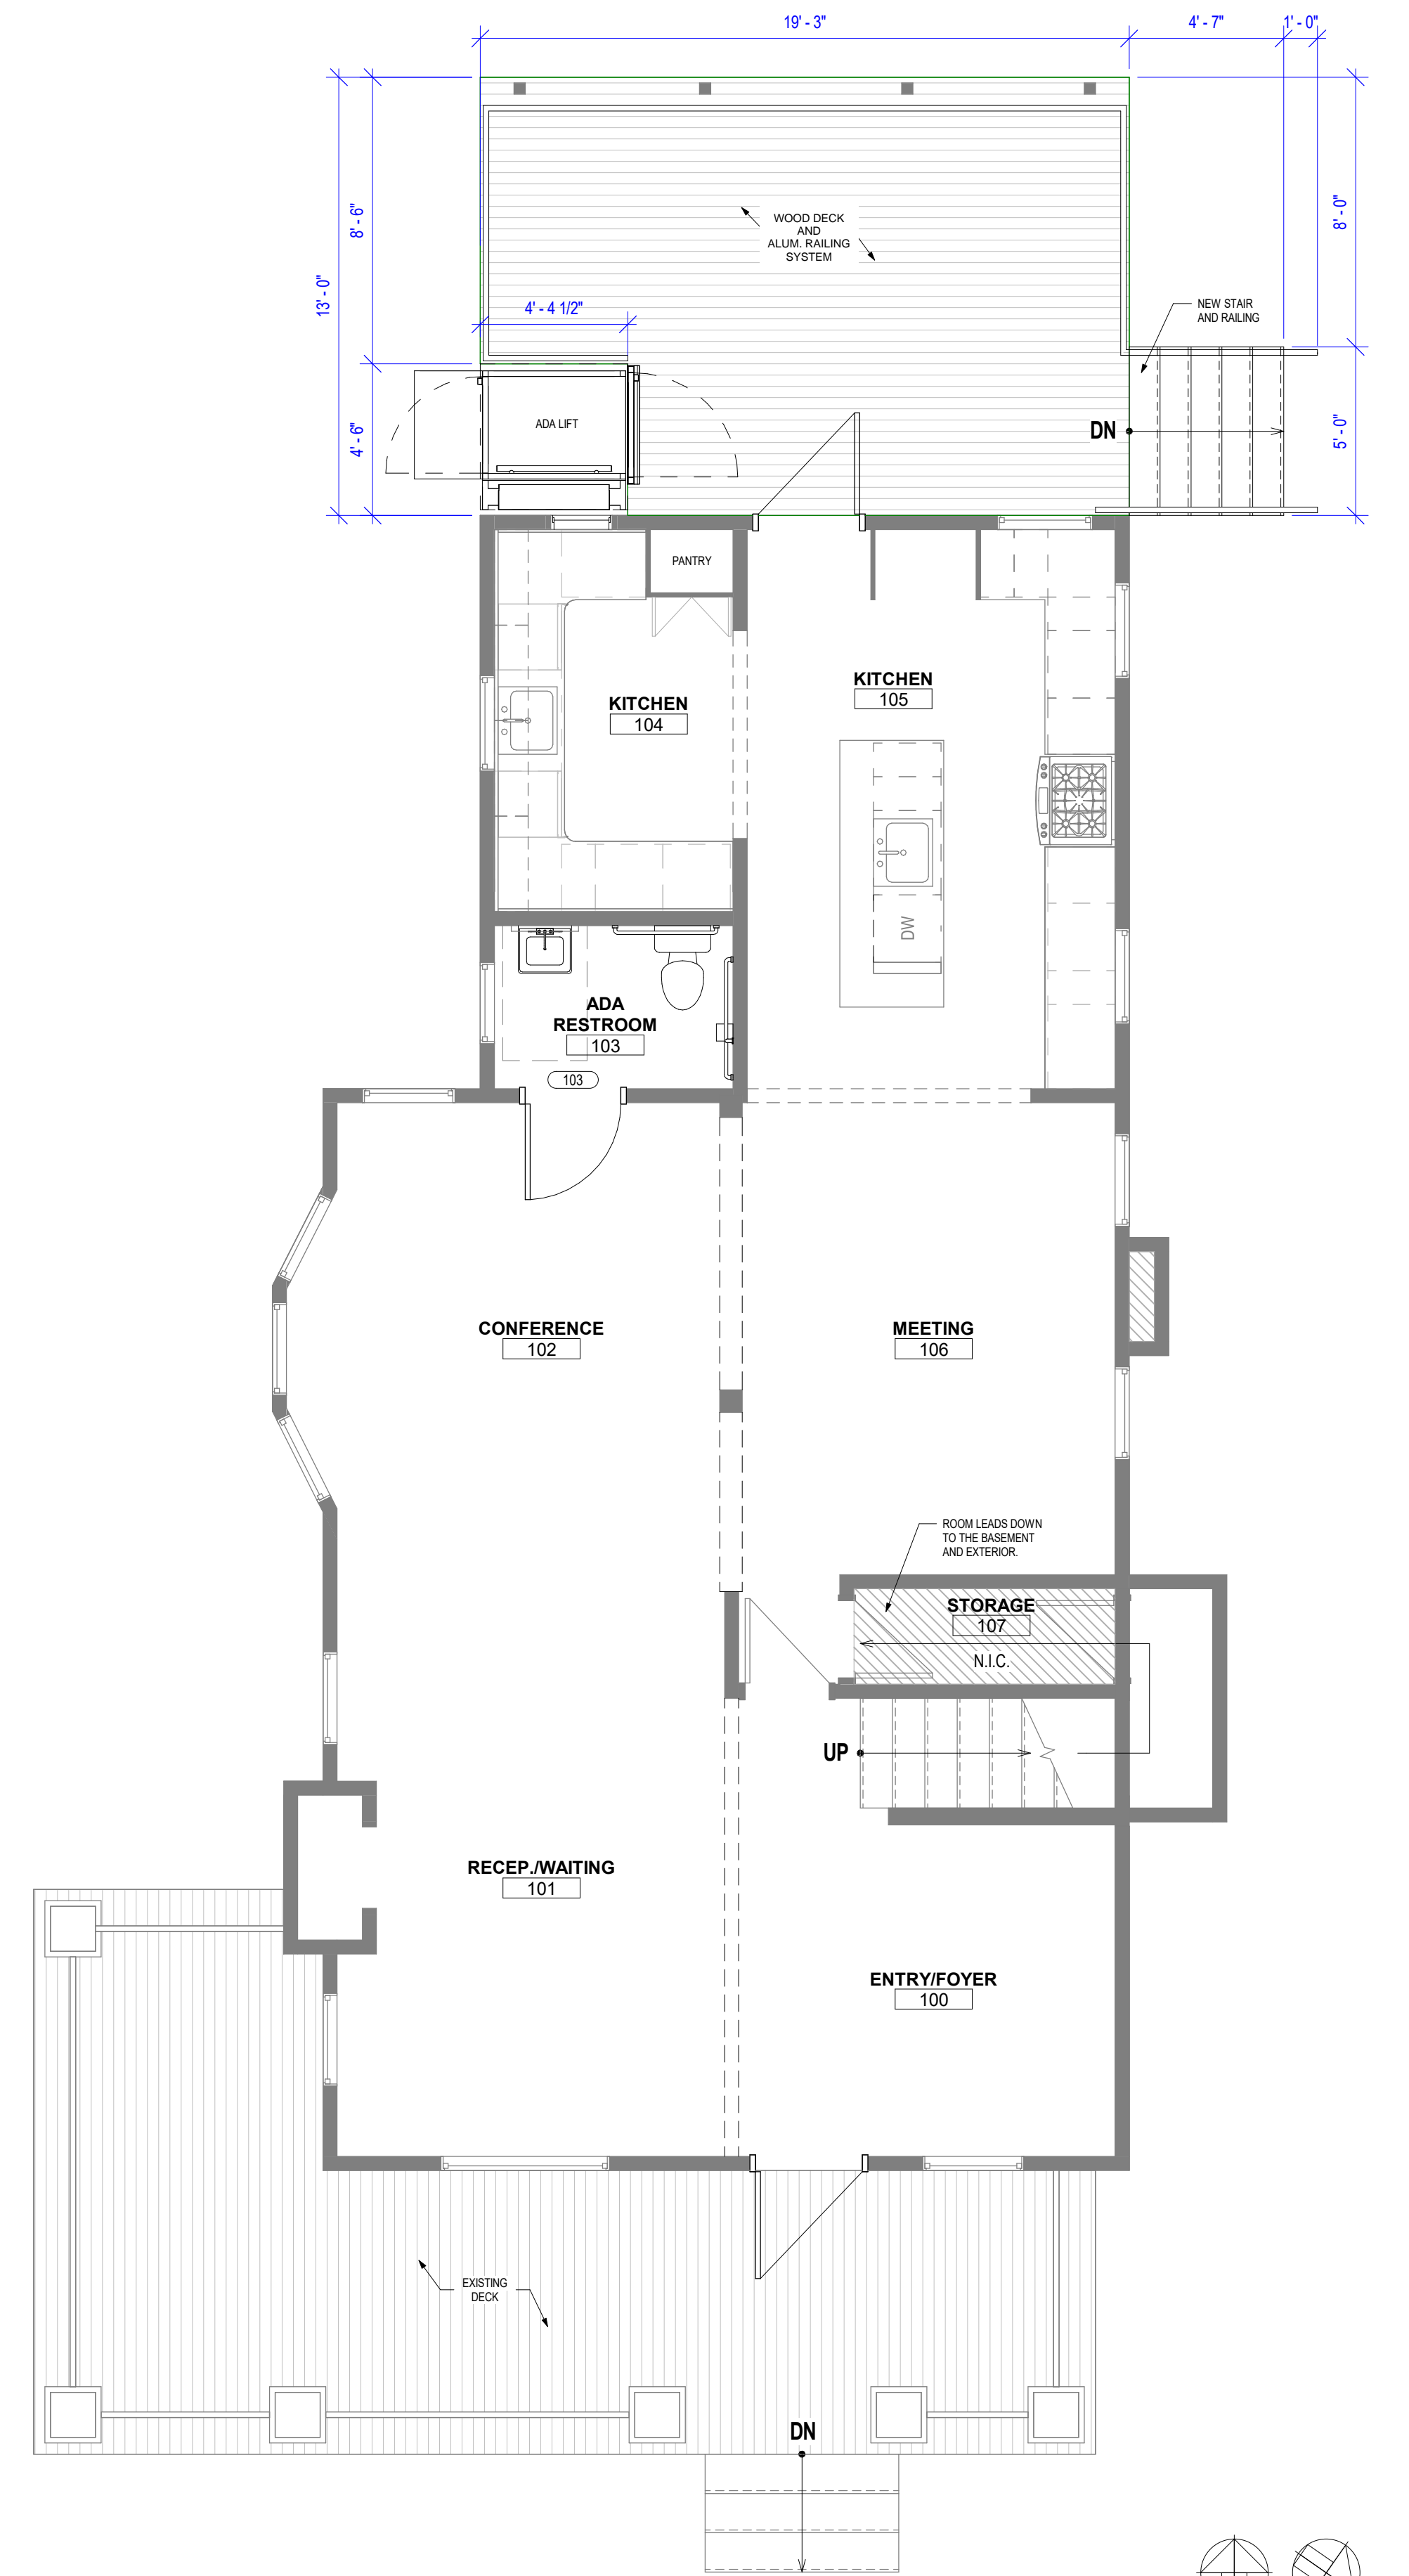 19' - 3"
4' - 7"
1' - 0"
8' - 6"
13' - 0"
8' - 0"
WOOD DECK
AND
ALUM. RAILING
SYSTEM
4' - 4 1/2"
NEW STAIR
AND RAILING
4' - 6"
ADA LIFT
DN
5' - 0"
PANTRY
KITCHEN
104
KITCHEN
105
DW
ADA
RESTROOM
103
103
CONFERENCE
102
MEETING
106
ROOM LEADS DOWN
TO THE BASEMENT
AND EXTERIOR.
STORAGE
107
N.I.C.
UP
RECEP./WAITING
101
ENTRY/FOYER
100
EXISTING
DECK
DN